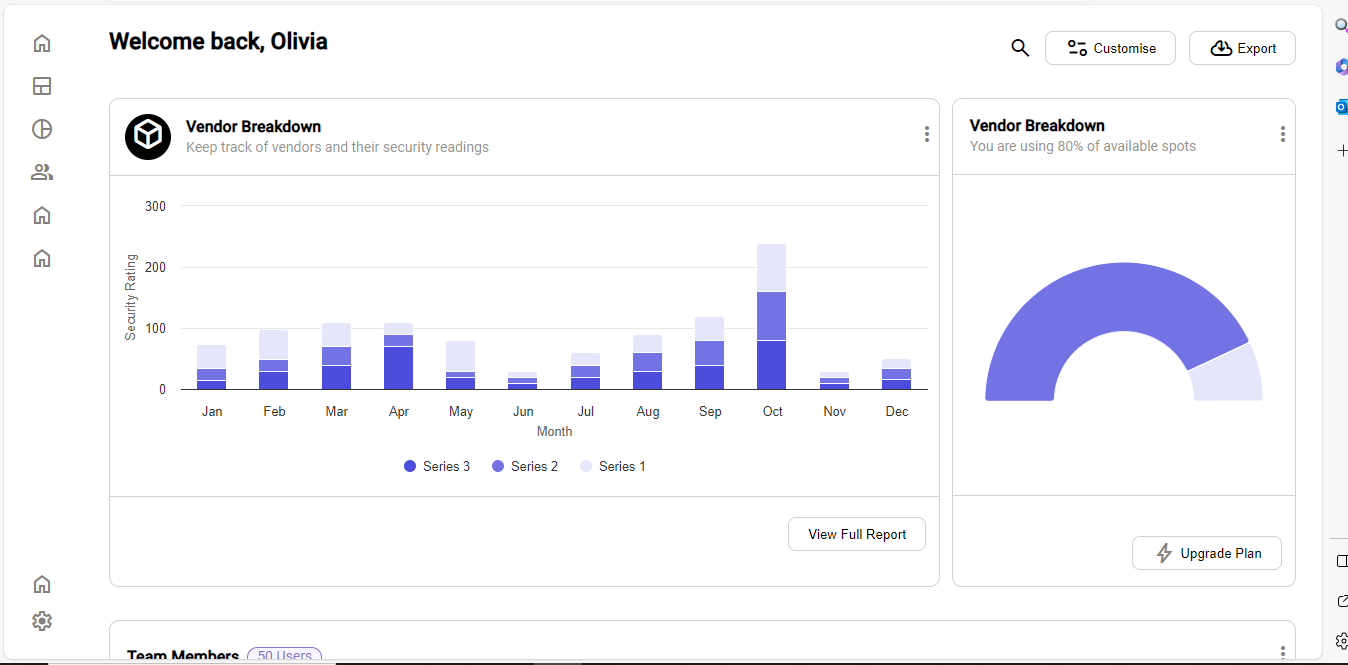 Welcome back, Olivia
Customise
Export
Vendor Breakdown
Keep track of vendors and their security readings
Vendor Breakdown
You are using 80% of available spots
300
200
100
0
Security Rating
Jan Feb Mar Apr May Jun Jul Aug Sep Oct Nov Dec
Month
Series 3 Series 2 Series 1
View Full Report
Upgrade Plan
Team Members 50 Users